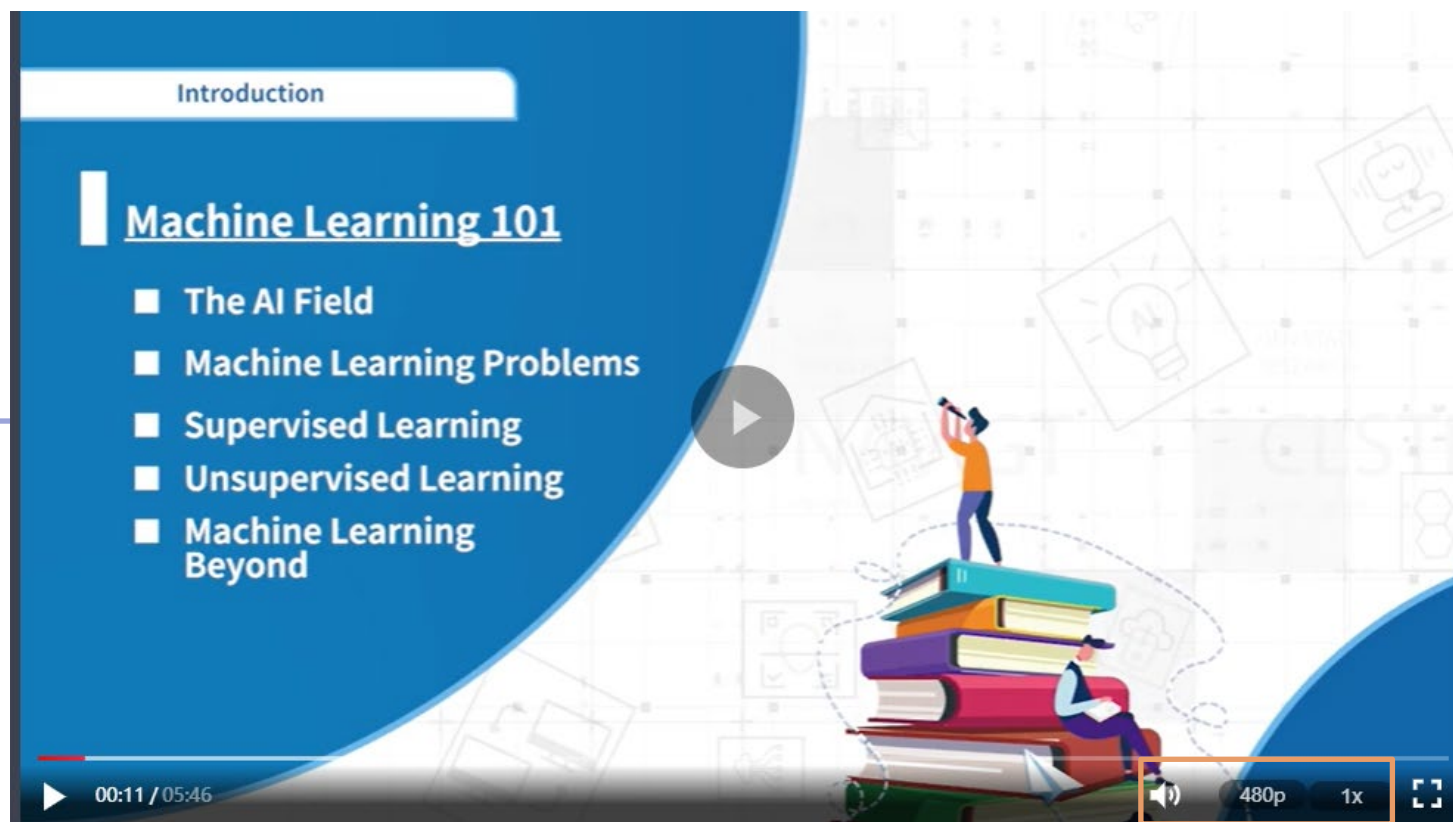 Introduction
Machine Learning 101
The AI Field
Machine Learning Problems
Supervised Learning
Unsupervised Learning
Machine Learning
Beyond
00:11 / 05:46
480p
1x